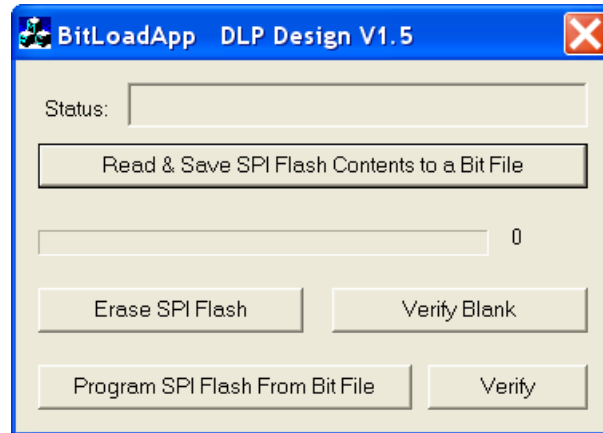 BitLoadApp DLP Design V1.5
Status:
Read & Save SPI Flash Contents to a Bit File
0
Erase SPI Flash Verify Blank
Program SPI Flash From Bit File Verify